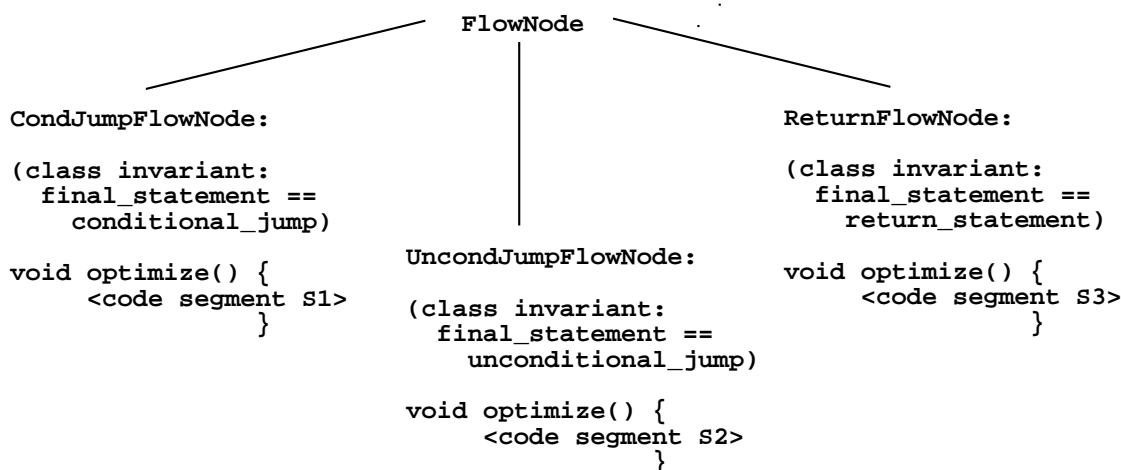 FlowNode
CondJumpFlowNode:
(class invariant:
final_statement ==
conditional_jump)
void optimize() {
<code segment S1>
}
UncondJumpFlowNode:
(class invariant:
final_statement ==
unconditional_jump)
void optimize() {
<code segment S2>
}
ReturnFlowNode:
(class invariant:
final_statement ==
return_statement)
void optimize() {
<code segment S3>
}